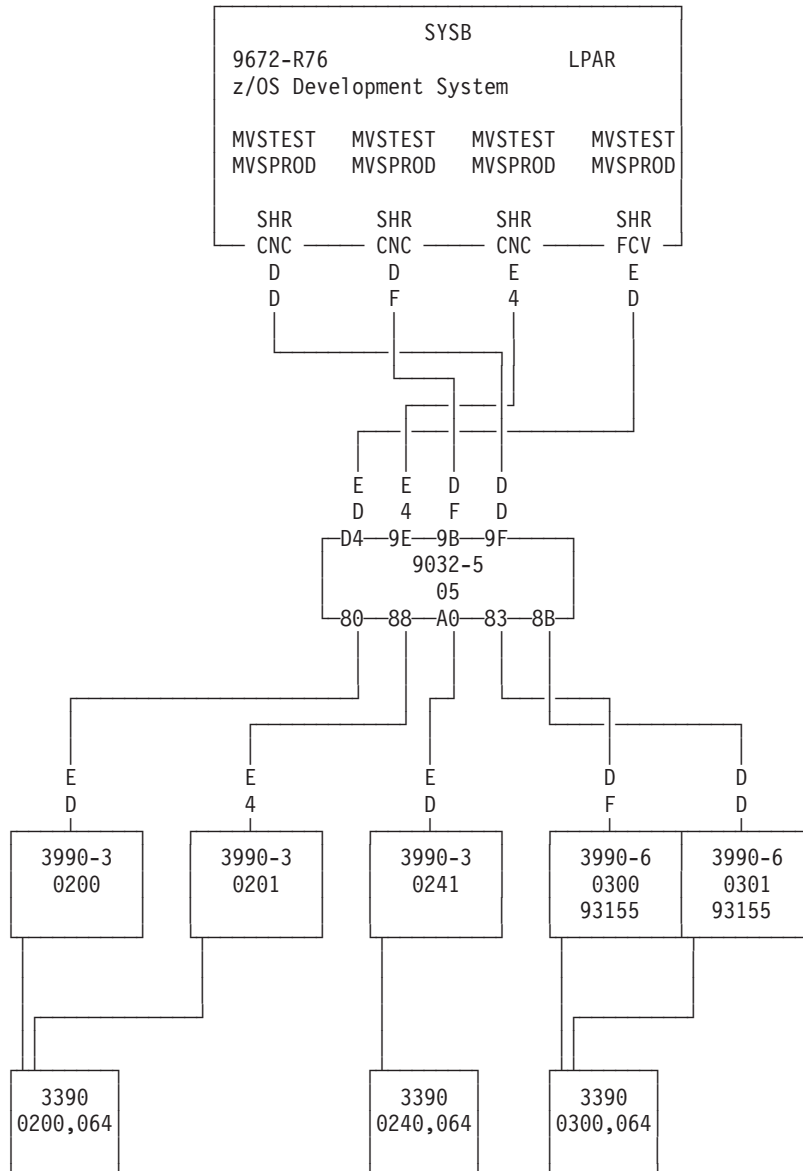 SYSB
9672-R76 LPAR
z/OS Development System
MVSTEST MVSTEST MVSTEST MVSTEST
MVSPROD MVSPROD MVSPROD MVSPROD
SHR SHR SHR SHR
CNC CNC CNC FCV
D D E E
D F 4 D
E E D D
D 4 F D
D4 9E 9B 9F
9032-5
05
80 88 A0 83 8B
E E E D D
D 4 D F D
3990-3 3990-3 3990-3 3990-6 3990-6
0200 0201 0241 0300 0301
93155 93155
3390 3390 3390
0200,064 0240,064 0300,064